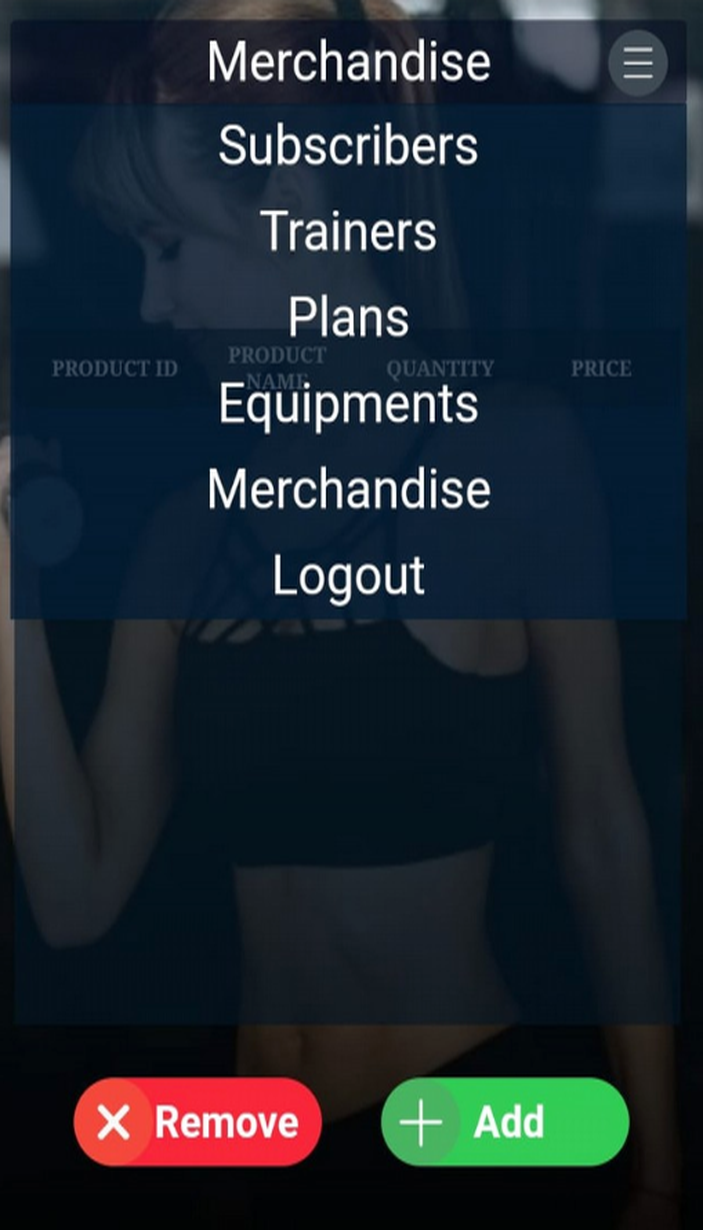 Merchandise
Subscribers
Trainers
Plans
PRODUCT ID PRODUCT NAME QUANTITY PRICE
Equipments
Merchandise
Logout
Remove Add